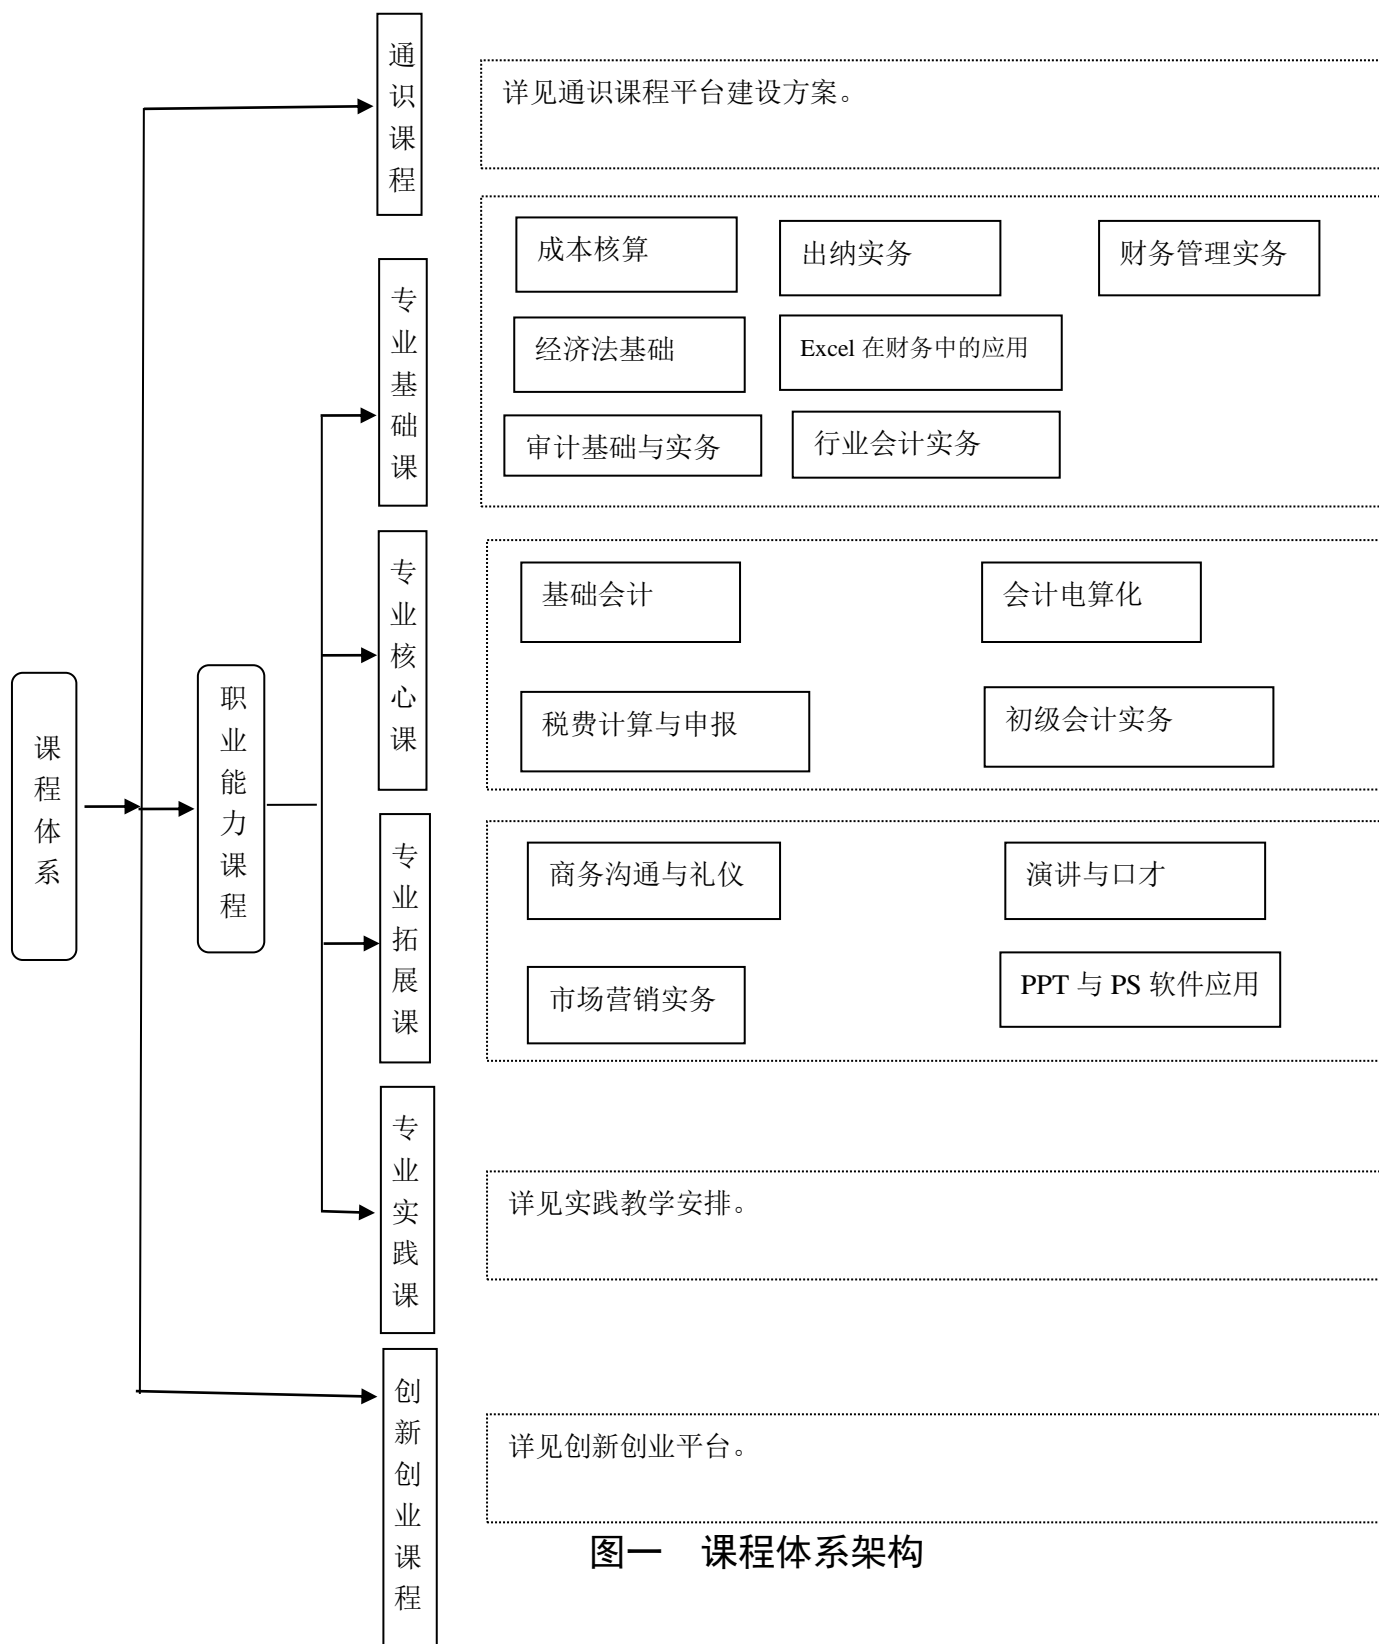 通识课程
详见通识课程平台建设方案。
成本核算
出纳实务
财务管理实务
专业基础课
经济法基础
Excel 在财务中的应用
审计基础与实务
行业会计实务
专业核心课
基础会计
会计电算化
税费计算与申报
初级会计实务
课程体系
职业能力课程
专业拓展课
商务沟通与礼仪
演讲与口才
市场营销实务
PPT 与 PS 软件应用
专业实践课
详见实践教学安排。
创新创业课程
详见创新创业平台。
图一 课程体系架构